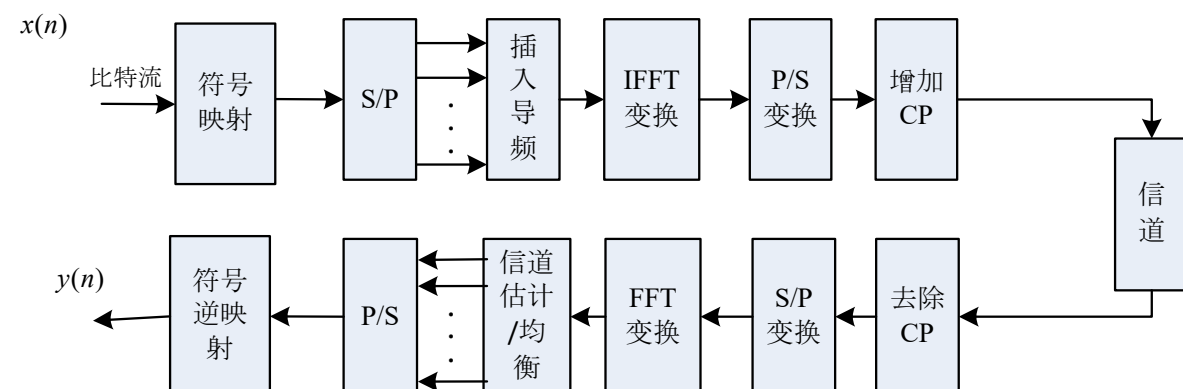 x(n)
比特流
符号
映射
S/P
插
入
导
频
IFFT
变换
P/S
变换
增加
CP
信
道
y(n)
符号
逆映
射
P/S
信道
估计
/均
衡
FFT
变换
S/P
变换
去除
CP